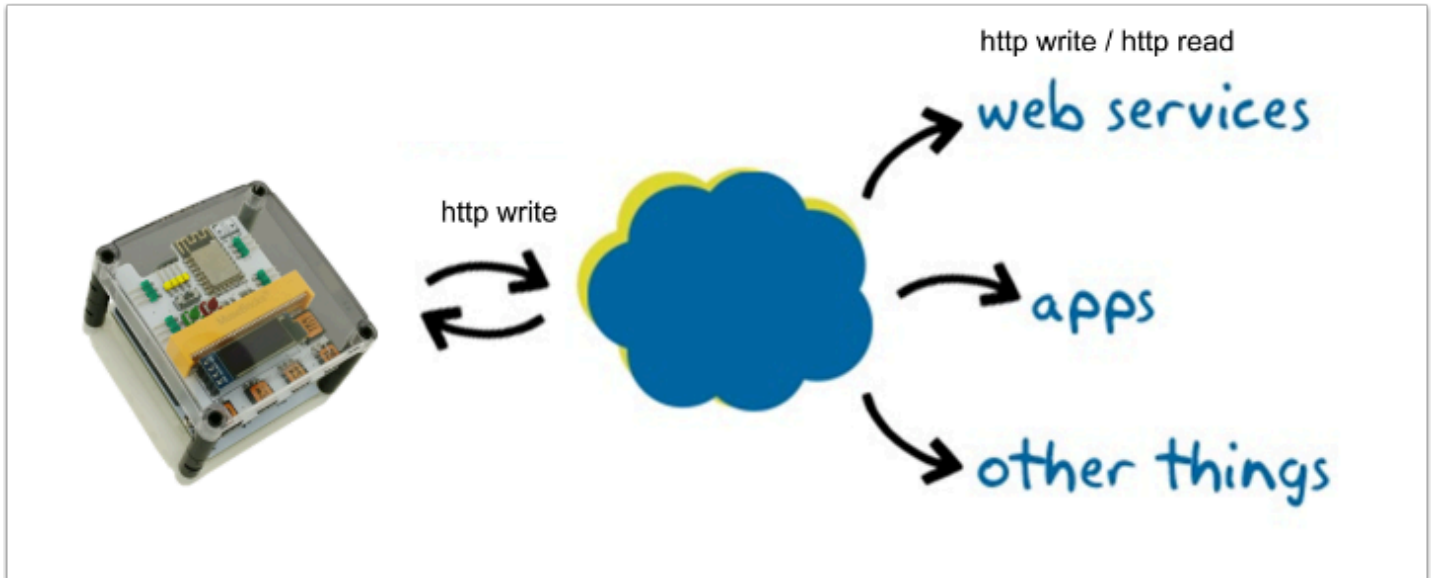 http write / http read
web services
http write
apps
other things